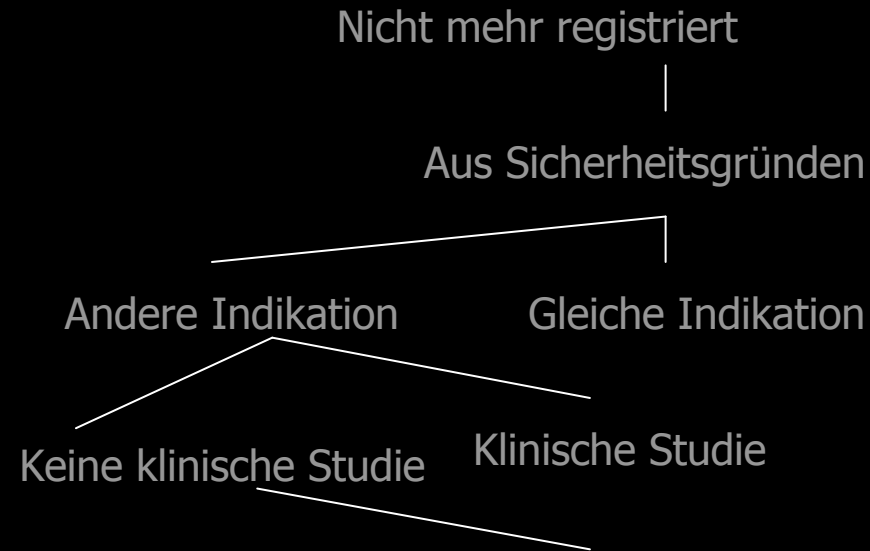 Nicht mehr registriert
Aus Sicherheitsgründen
Andere Indikation
Gleiche Indikation
Keine klinische Studie
Klinische Studie